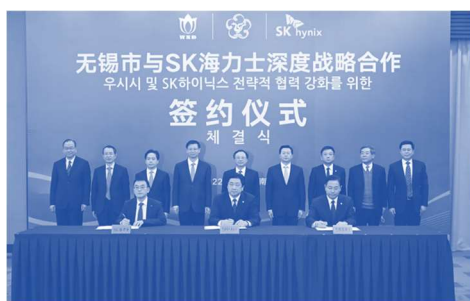 SK hynix
无锡市与SK海力士深度战略合作
우시시 및 SK하이닉스 전략적 협력 강화를 위한
签约仪式
체결식